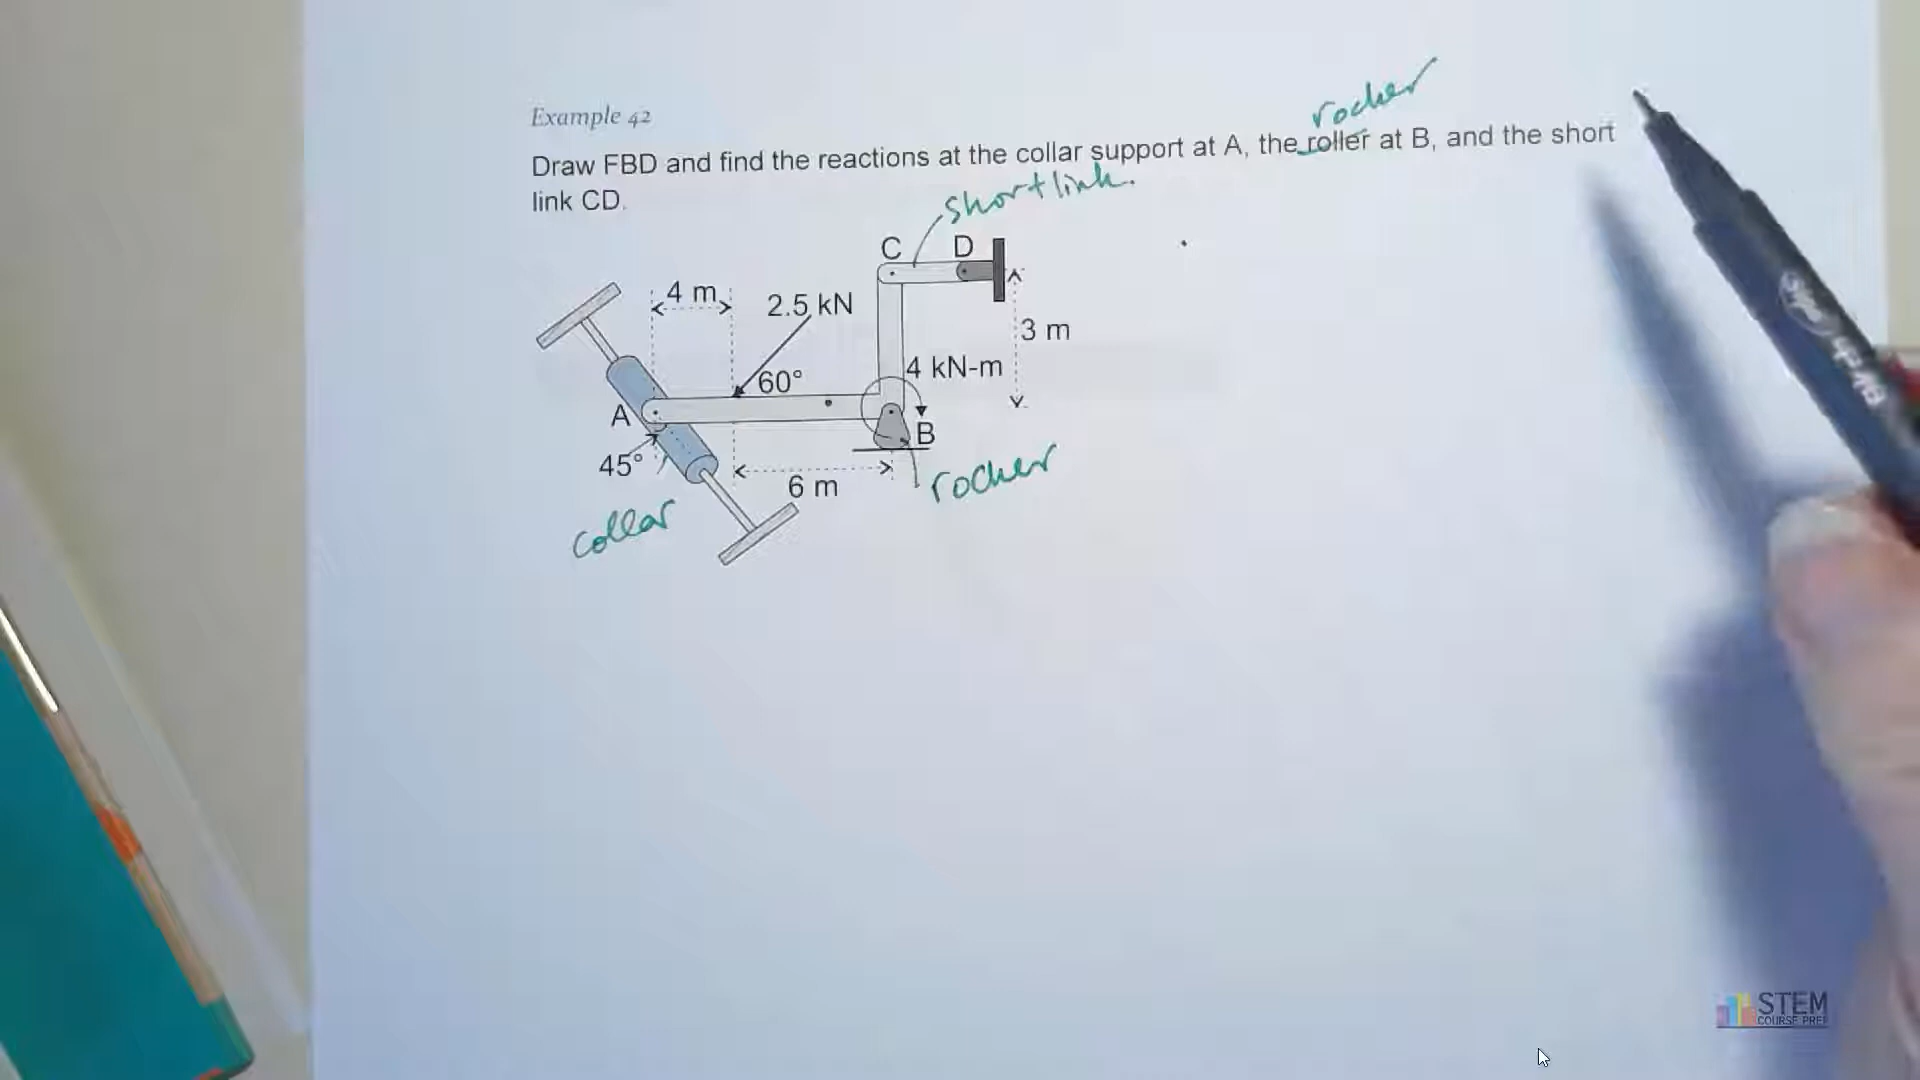 Example 42
rocker
Draw FBD and find the reactions at the collar support at A, the roller at B, and the short
link CD.
short link.
C D
4 m
2.5 kN
3 m
60°
4 kN-m
A
B
45°
6 m
rocker
collar
STEM
COURSE PREP